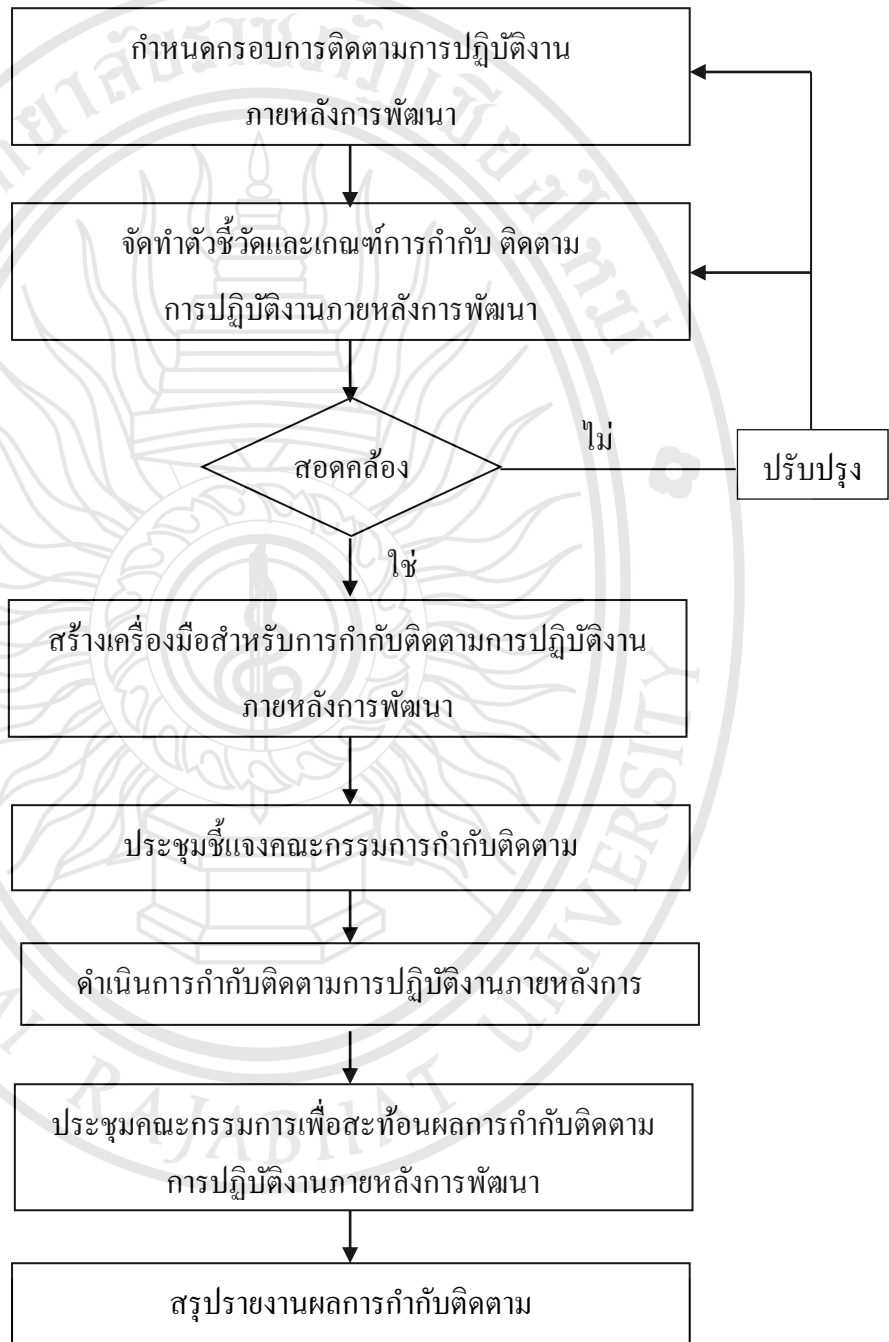 กำหนดกรอบการติดตามการปฏิบัติงาน
ภายหลังการพัฒนา
จัดทำตัวชี้วัดและเกณฑ์การกำกับ ติดตาม
การปฏิบัติงานภายหลังการพัฒนา
สอดคล้อง
ไม่
ปรับปรุง
ใช่
สร้างเครื่องมือสำหรับการกำกับติดตามการปฏิบัติงาน
ภายหลังการพัฒนา
ประชุมชี้แจงคณะกรรมการกำกับติดตาม
ดำเนินการกำกับติดตามการปฏิบัติงานภายหลังการ
ประชุมคณะกรรมการเพื่อสะท้อนผลการกำกับติดตาม
การปฏิบัติงานภายหลังการพัฒนา
สรุปรายงานผลการกำกับติดตาม
RAJABHAT UNIVERSITY